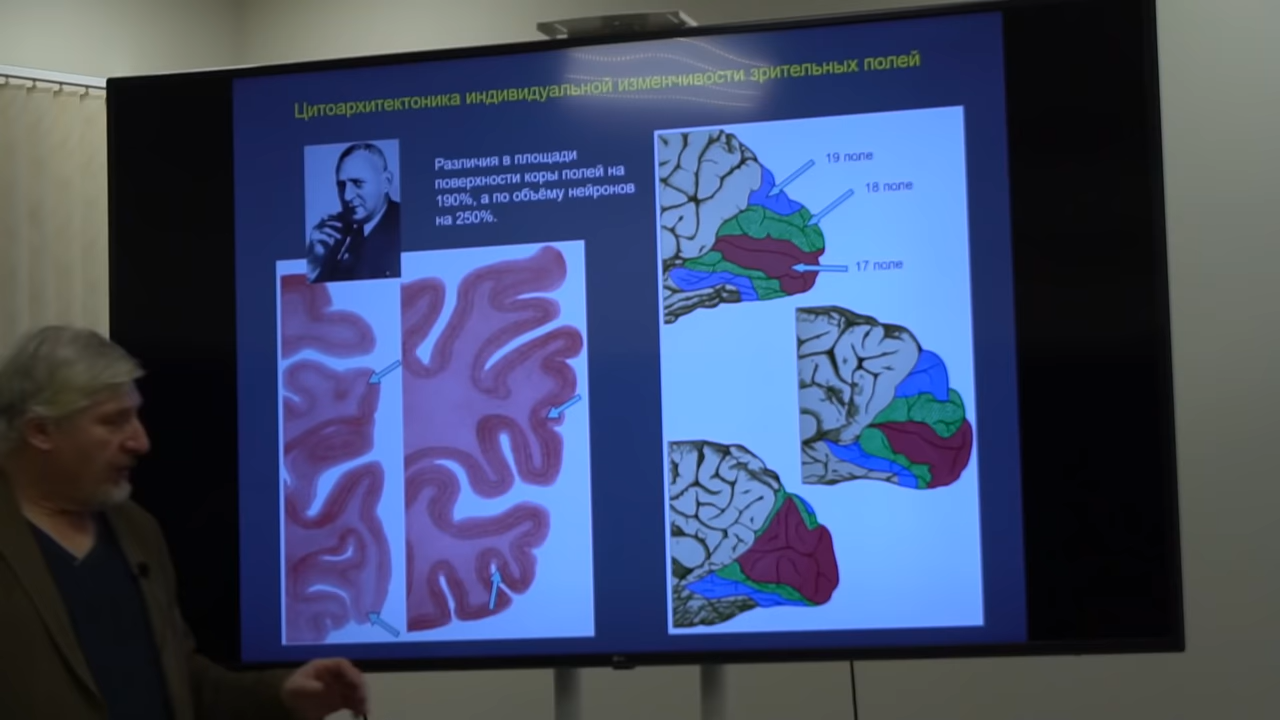 Цитоархитектоника индивидуальной изменчивости зрительных полей
Различия в площади
поверхности коры полей на
190%, а по объёму нейронов
на 250%.
19 поле
18 поле
17 поле